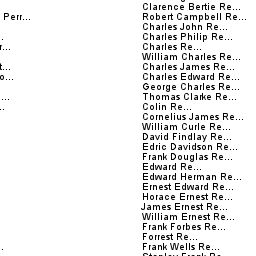 Clarence Bertie Re...
Perr... Robert Campbell Re...
Charles John Re...
.. Charles Philip Re...
r... Charles Re...
William Charles Re...
t... Charles James Re...
o... Charles Edward Re...
George Charles Re...
... Thomas Clarke Re...
.. Colin Re...
Cornelius James Re...
William Curle Re...
David Findlay Re...
Edric Davidson Re...
Frank Douglas Re...
Edward Re...
Edward Herman Re...
Ernest Edward Re...
Horace Ernest Re...
James Ernest Re...
William Ernest Re...
Frank Forbes Re...
Forrest Re...
.. Frank Wells Re...
Stanley Frank Re...